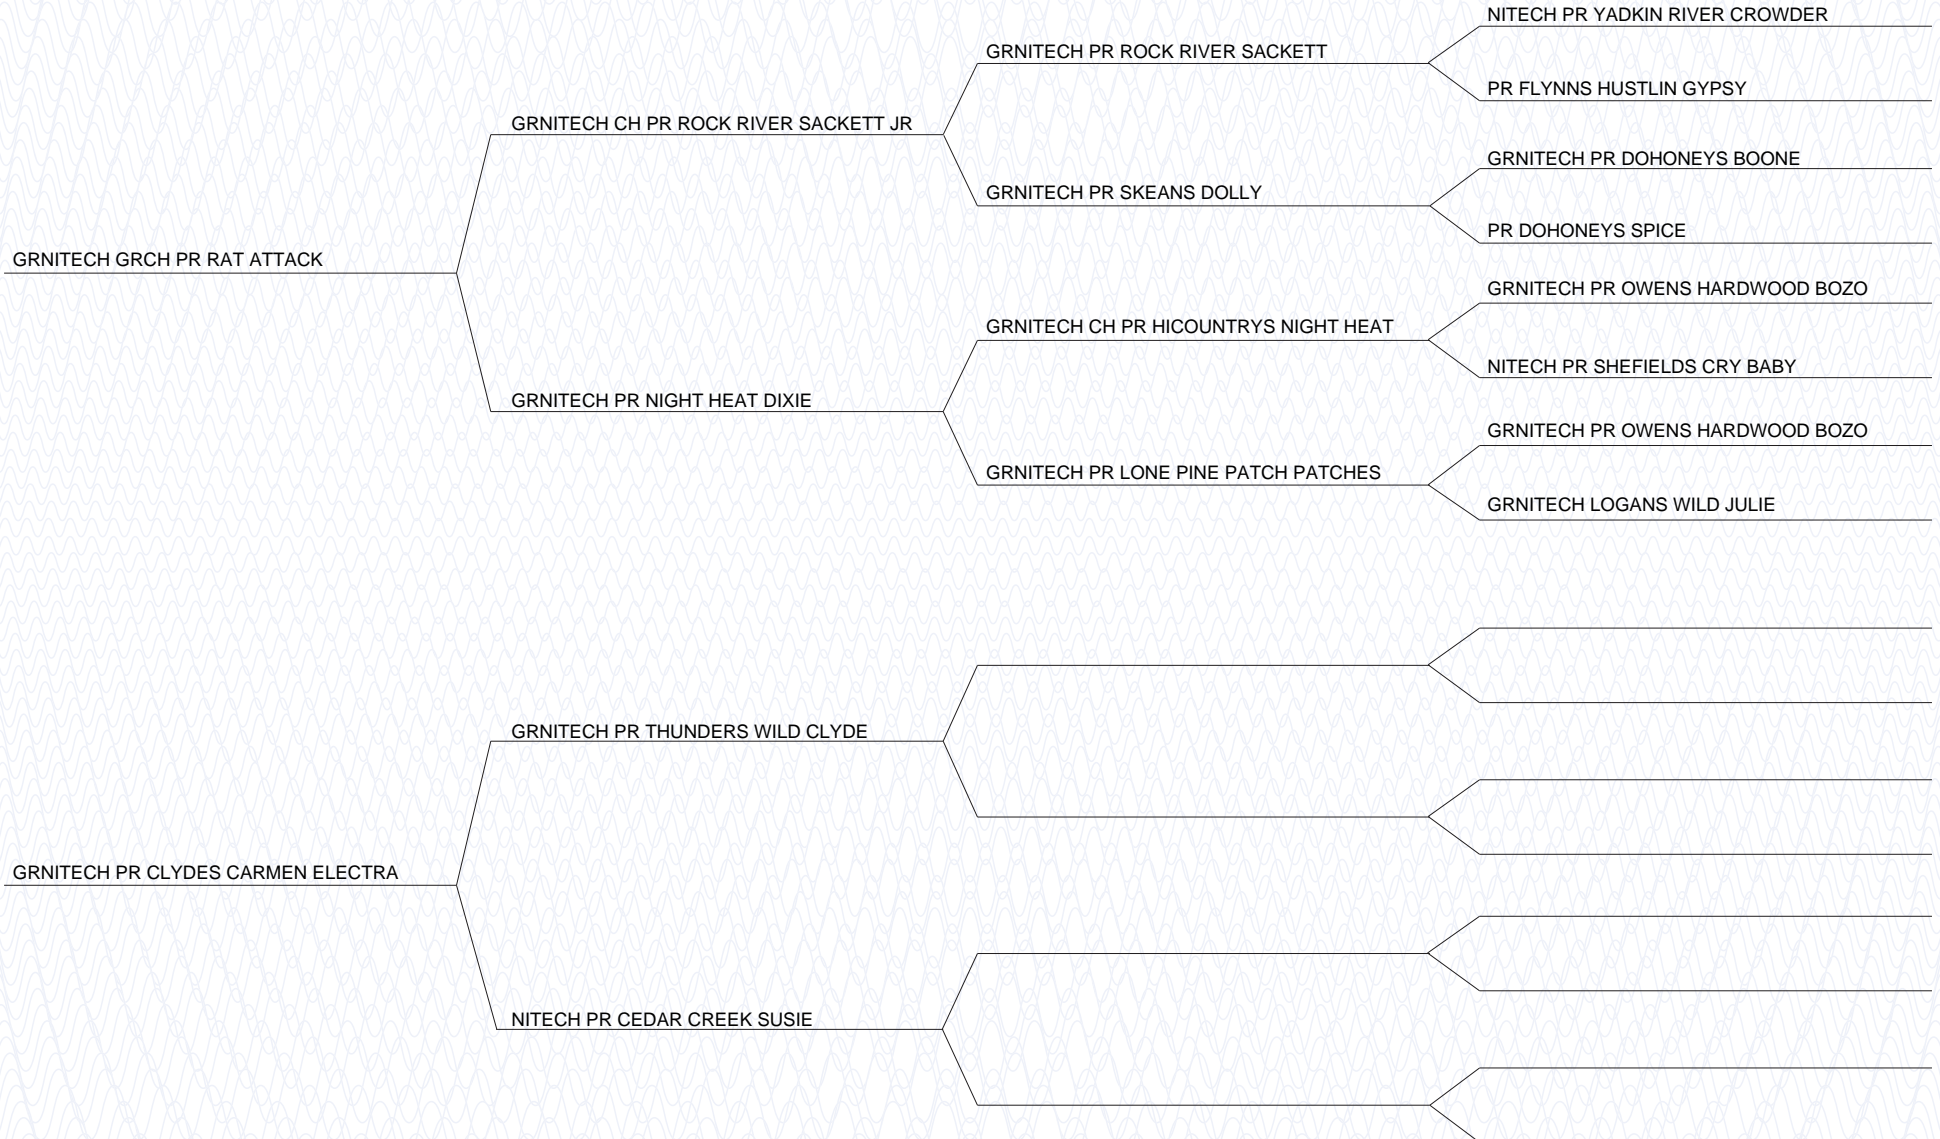 NITECH PR YADKIN RIVER CROWDER
GRNITECH PR ROCK RIVER SACKETT
PR FLYNNS HUSTLIN GYPSY
GRNITECH CH PR ROCK RIVER SACKETT JR
GRNITECH PR DOHONEYS BOONE
GRNITECH PR SKEANS DOLLY
PR DOHONEYS SPICE
GRNITECH GRCH PR RAT ATTACK
GRNITECH PR OWENS HARDWOOD BOZO
GRNITECH CH PR HICOUNTRYS NIGHT HEAT
NITECH PR SHEFIELDS CRY BABY
GRNITECH PR NIGHT HEAT DIXIE
GRNITECH PR OWENS HARDWOOD BOZO
GRNITECH PR LONE PINE PATCH PATCHES
GRNITECH LOGANS WILD JULIE
GRNITECH PR THUNDERS WILD CLYDE
GRNITECH PR CLYDES CARMEN ELECTRA
NITECH PR CEDAR CREEK SUSIE